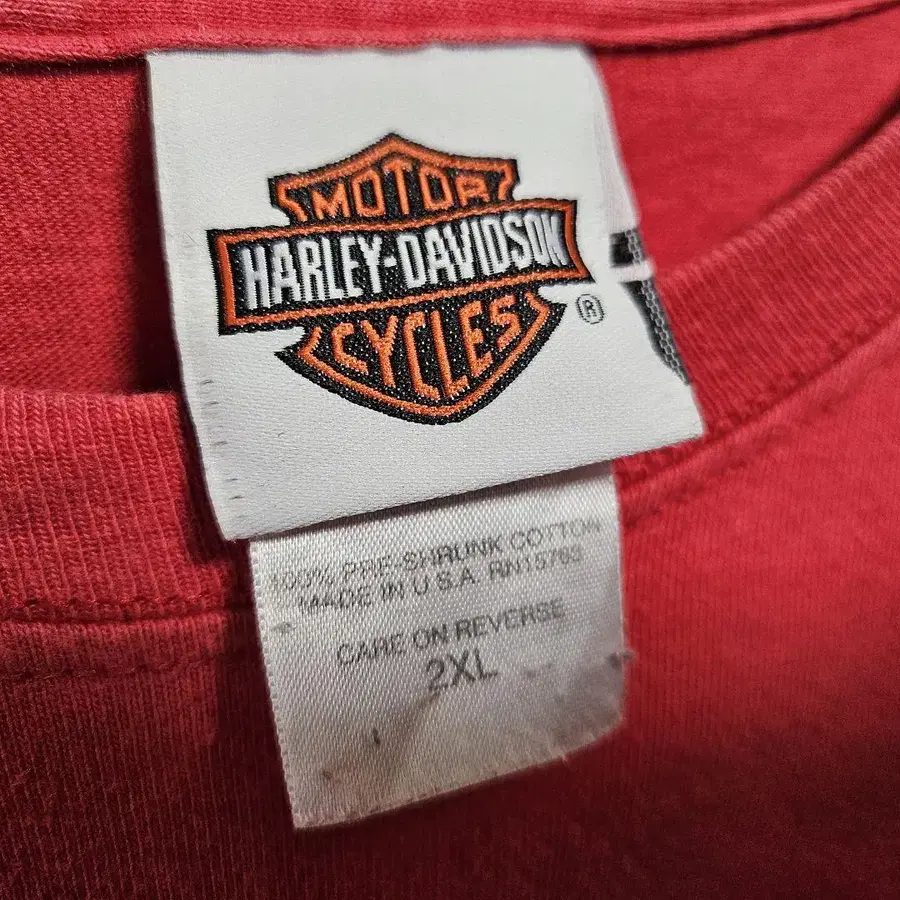 MOTOR
HARLEY-DAVIDSON
CYCLES
®
100% PRE-SHRUNK COTTON
MADE IN U.S.A. RN15763
CARE ON REVERSE
2XL